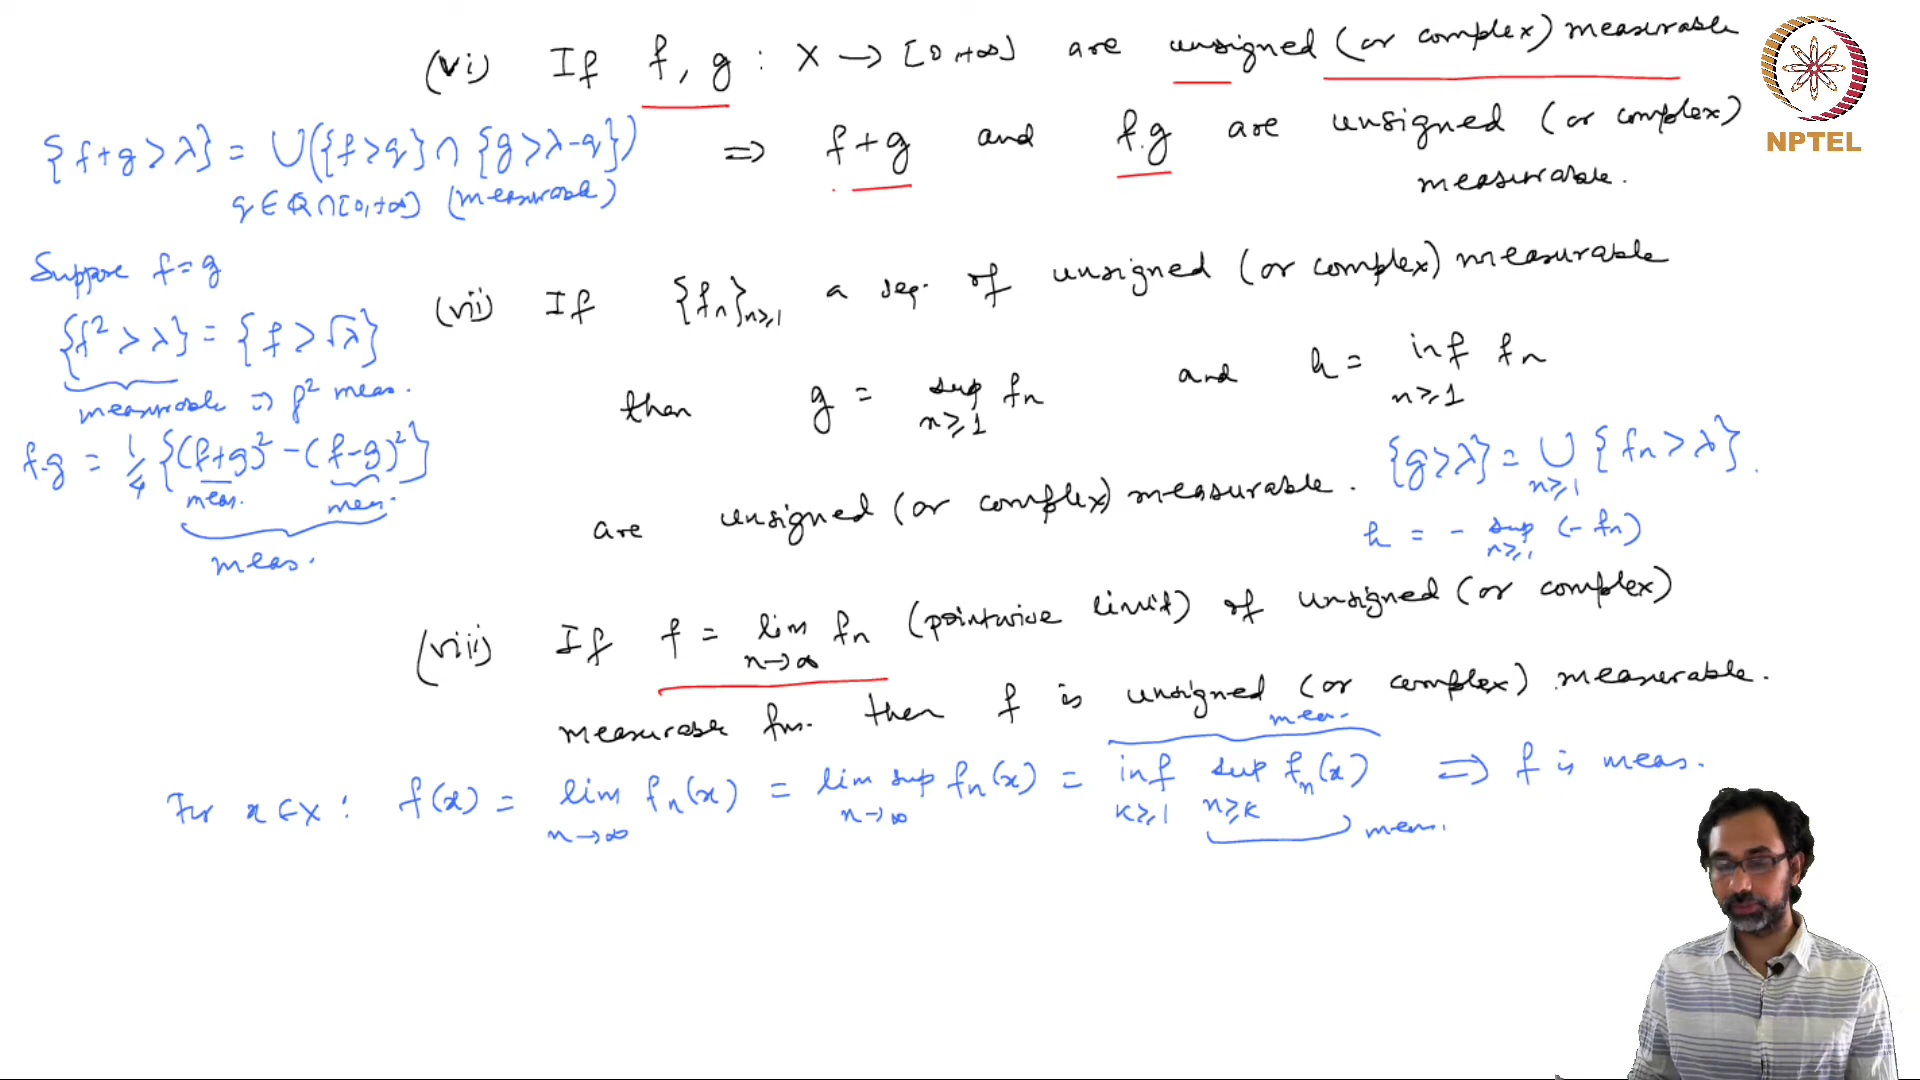 (vi) If f, g : X → [0,+∞] are unsigned (or complex) measurable
⇒ f+g and f.g are unsigned (or complex)
measurable.
{f+g > λ} = ∪ ({f > q} ∩ {g > λ-q})
q ∈ ℚ ∩ [0,+∞] (measurable)
Suppose f = g
{f² > λ} = {f > √λ}
measurable ⇒ f² meas.
f.g = 1/4 {(f+g)² - (f-g)²}
meas. meas.
meas.
(vii) If {fn}n≥1 a seq. of unsigned (or complex) measurable
then g = sup fn and h = inf fn
n≥1 n≥1
are unsigned (or complex) measurable.
{g > λ} = ∪ {fn > λ}.
n≥1
h = - sup (- fn)
n≥1
(viii) If f = lim fn (pointwise limit) of unsigned (or complex)
n→∞
measurable fns. then f is unsigned (or complex) measurable.
meas.
For x ∈ X : f(x) = lim fn(x) = lim sup fn(x) = inf sup fn(x) ⇒ f is meas.
n→∞ n→∞ k≥1 n≥k
meas.
NPTEL